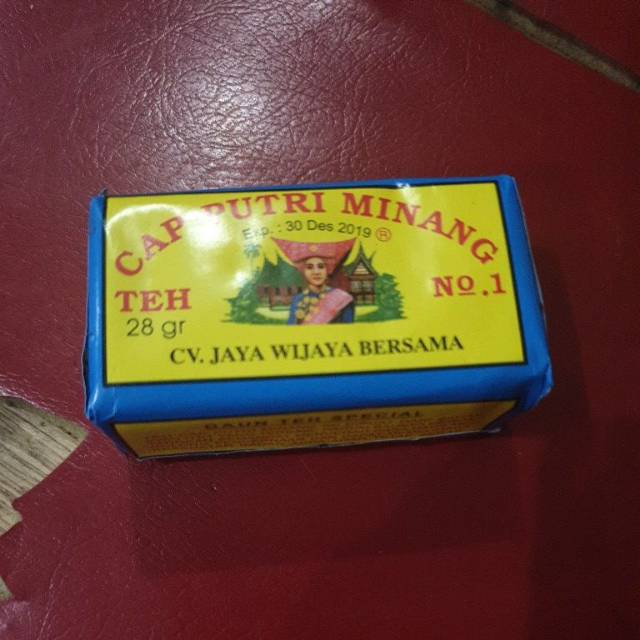 CAP PUTRI MINANG
Exp. : 30 Des 2019 ®
TEH
No.1
28 gr
CV. JAYA WIJAYA BERSAMA
DAUN TEH SPECIAL